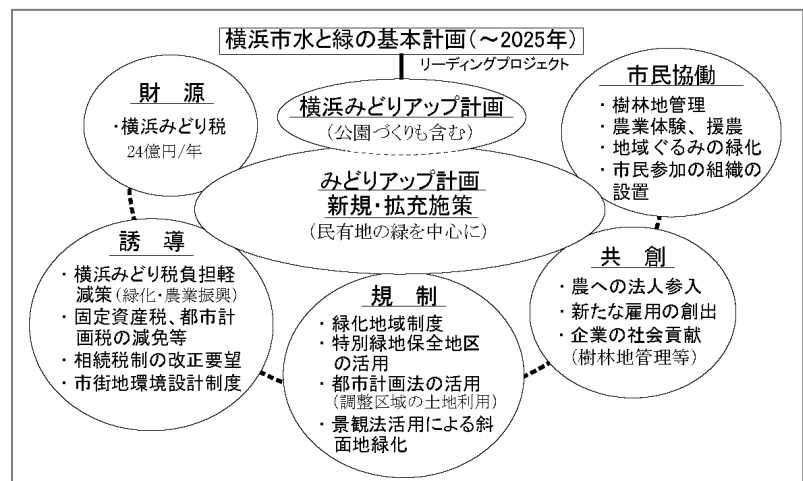 横浜市水と緑の基本計画(~2025年)
リーディングプロジェクト
横浜みどりアップ計画
(公園づくりも含む)
みどりアップ計画
新規・拡充施策
(民有地の緑を中心に)
財 源
・横浜みどり税
24億円/年
市民協働
・樹林地管理
・農業体験、援農
・地域ぐるみの緑化
・市民参加の組織の
設置
誘 導
・横浜みどり税負担軽
減策(緑化・農業振興)
・固定資産税、都市計
画税の減免等
・相続税制の改正要望
・市街地環境設計制度
規 制
・緑化地域制度
・特別緑地保全地区
の活用
・都市計画法の活用
(調整区域の土地利用)
・景観法活用による斜
面地緑化
共 創
・農への法人参入
・新たな雇用の創出
・企業の社会貢献
(樹林地管理等)